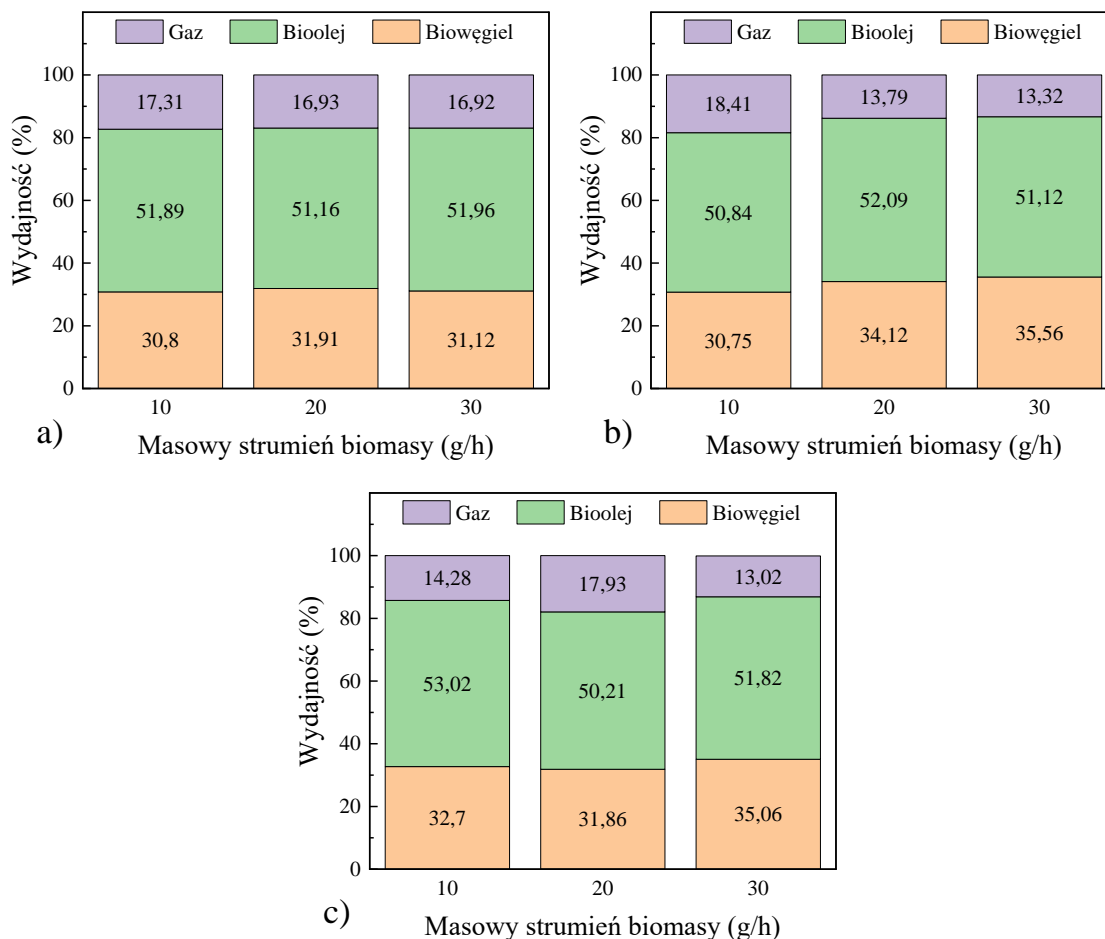 Gaz Bioolej Biowęgiel
100
80
60
40
20
0
Wydajność (%)
17,31 16,93 16,92
51,89 51,16 51,96
30,8 31,91 31,12
10 20 30
a)
Masowy strumień biomasy (g/h)
Gaz Bioolej Biowęgiel
100
80
60
40
20
0
Wydajność (%)
18,41 13,79 13,32
50,84 52,09 51,12
30,75 34,12 35,56
10 20 30
b)
Masowy strumień biomasy (g/h)
Gaz Bioolej Biowęgiel
100
80
60
40
20
0
Wydajność (%)
14,28 17,93 13,02
53,02 50,21 51,82
32,7 31,86 35,06
10 20 30
c)
Masowy strumień biomasy (g/h)